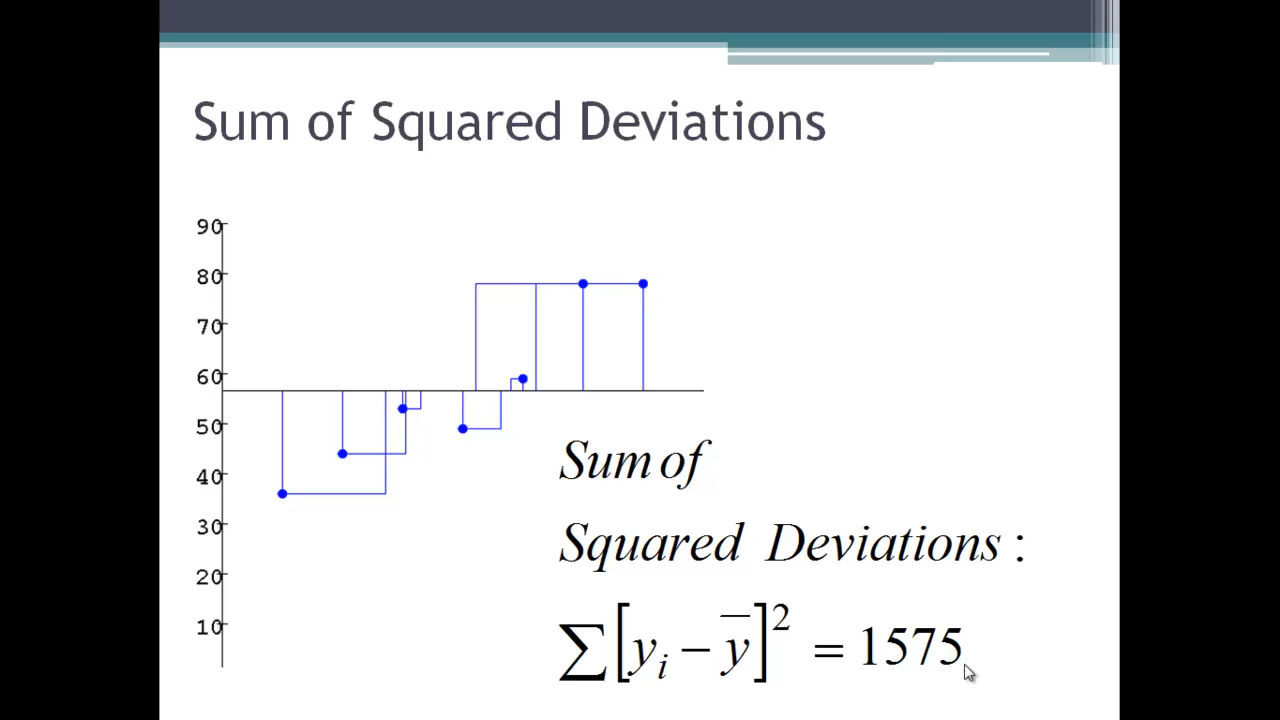 Sum of Squared Deviations
90
80
70
60
50
40
30
20
10
Sum of
Squared Deviations :
∑[yᵢ − ȳ]² = 1575